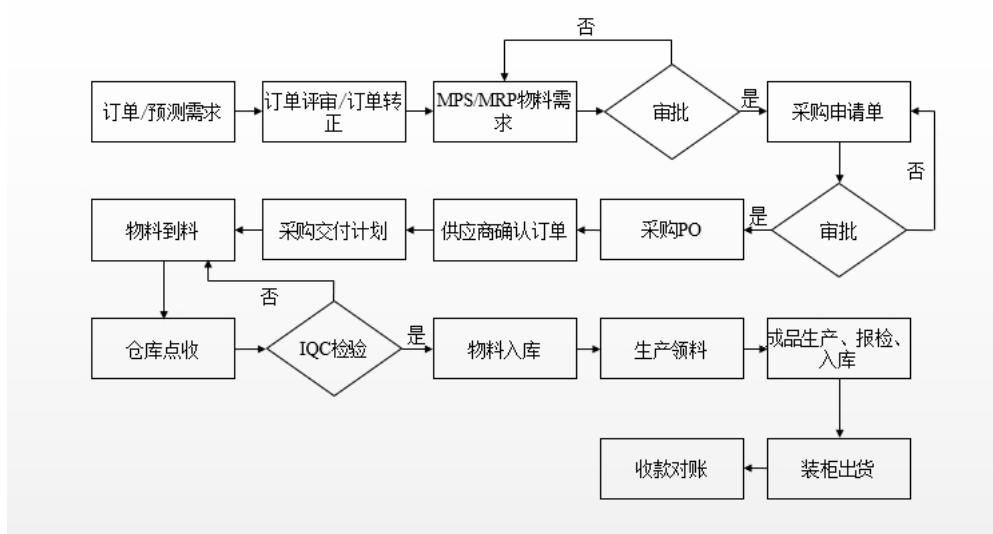 否
订单/预测需求
订单评审/订单转
正
MPS/MRP物料需
求
审批
是
采购申请单
否
物料到料
采购交付计划
供应商确认订单
采购PO
是
审批
否
仓库点收
IQC检验
是
物料入库
生产领料
成品生产、报检、
入库
收款对账
装柜出货